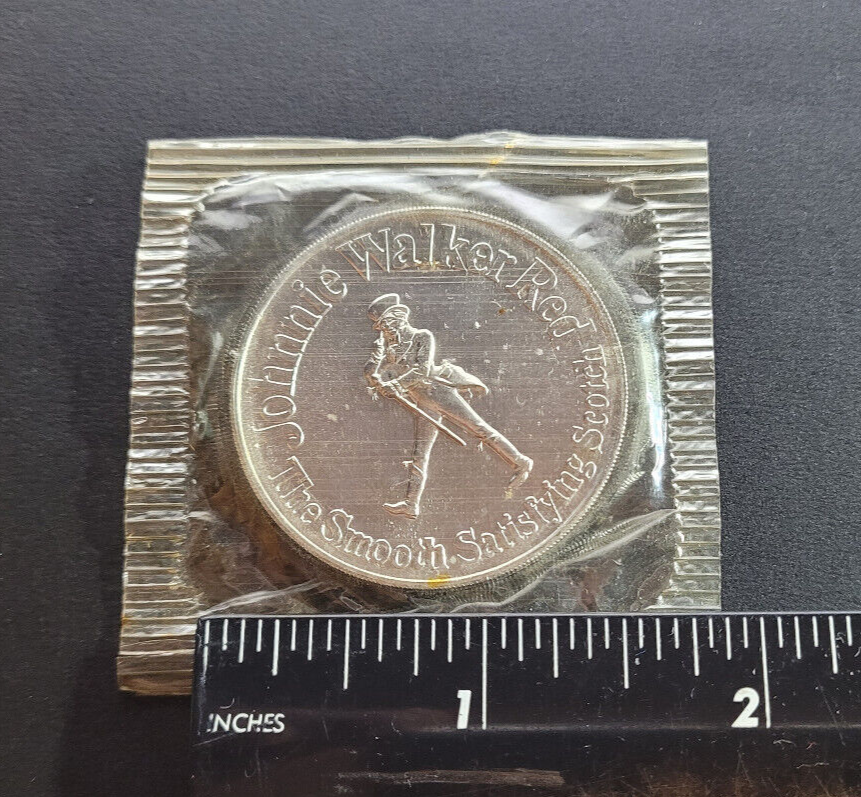 Johnnie Walker Red
The Smooth Satisfying Scotch
1
2
INCHES